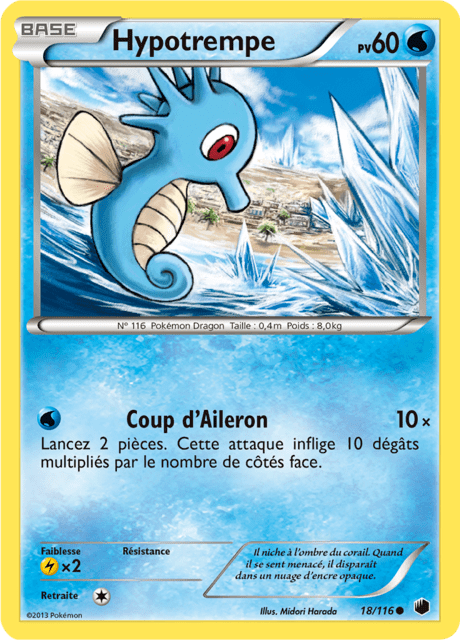 BASE
Hypotrempe
PV60
N° 116 Pokémon Dragon Taille : 0,4m Poids : 8,0kg
Coup d'Aileron 10×
Lancez 2 pièces. Cette attaque inflige 10 dégâts
multipliés par le nombre de côtés face.
Faiblesse Résistance
×2
Retraite
Il niche à l'ombre du corail. Quand
il se sent menacé, il disparaît
dans un nuage d'encre opaque.
©2013 Pokémon
Illus. Midori Harada
18/116